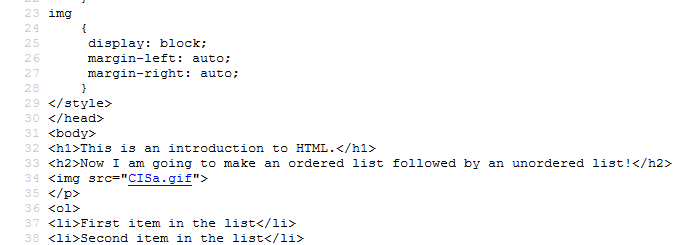 22 }
23 img
24 {
25 display: block;
26 margin-left: auto;
27 margin-right: auto;
28 }
29 </style>
30 </head>
31 <body>
32 <h1>This is an introduction to HTML.</h1>
33 <h2>Now I am going to make an ordered list followed by an unordered list!</h2>
34 <img src="CISa.gif">
35 </p>
36 <ol>
37 <li>First item in the list</li>
38 <li>Second item in the list</li>